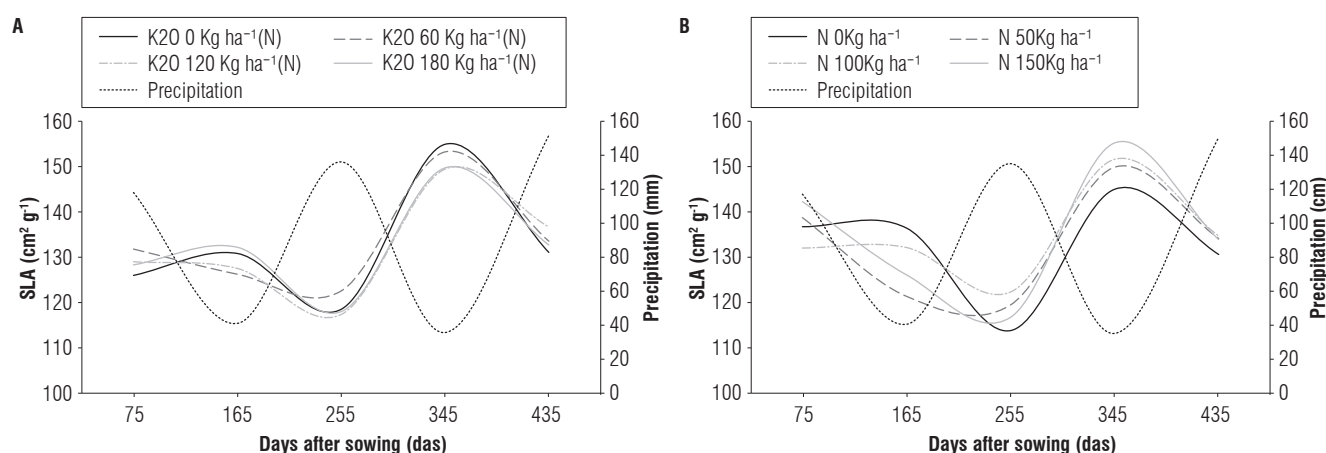 A
K2O 0 Kg ha⁻¹(N)
K2O 60 Kg ha⁻¹(N)
K2O 120 Kg ha⁻¹(N)
K2O 180 Kg ha⁻¹(N)
Precipitation
160
150
140
130
120
110
100
SLA (cm² g⁻¹)
160
140
120
100
80
60
40
20
0
Precipitation (mm)
75 165 255 345 435
Days after sowing (das)
B
N 0Kg ha⁻¹
N 50Kg ha⁻¹
N 100Kg ha⁻¹
N 150Kg ha⁻¹
Precipitation
160
150
140
130
120
110
100
SLA (cm² g⁻¹)
160
140
120
100
80
60
40
20
0
Precipitation (cm)
75 165 255 345 435
Days after sowing (das)